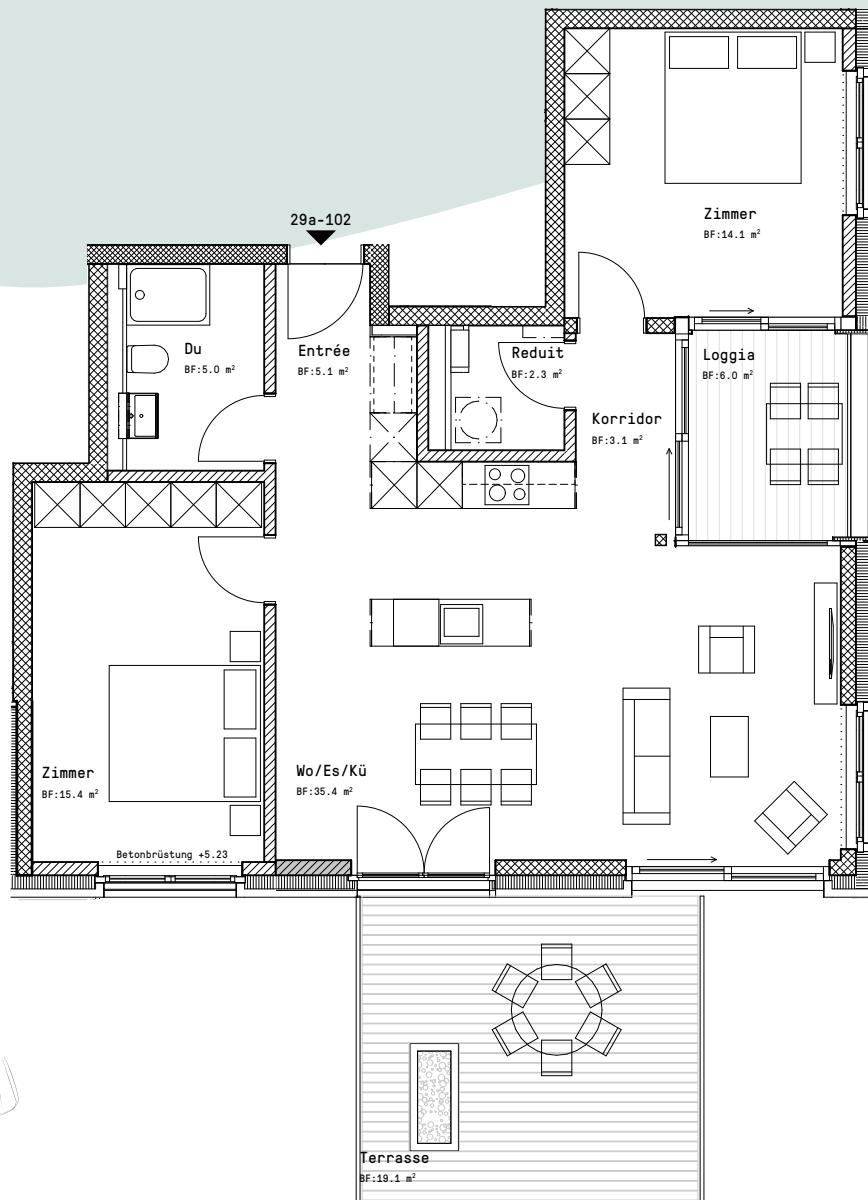 Zimmer
BF:14.1 m²
29a-102
Du
BF:5.0 m²
Entrée
BF:5.1 m²
Reduit
BF:2.3 m²
Loggia
BF:6.0 m²
Korridor
BF:3.1 m²
Zimmer
BF:15.4 m²
Wo/Es/Kü
BF:35.4 m²
Betonbrüstung +5.23
Terrasse
BF:19.1 m²